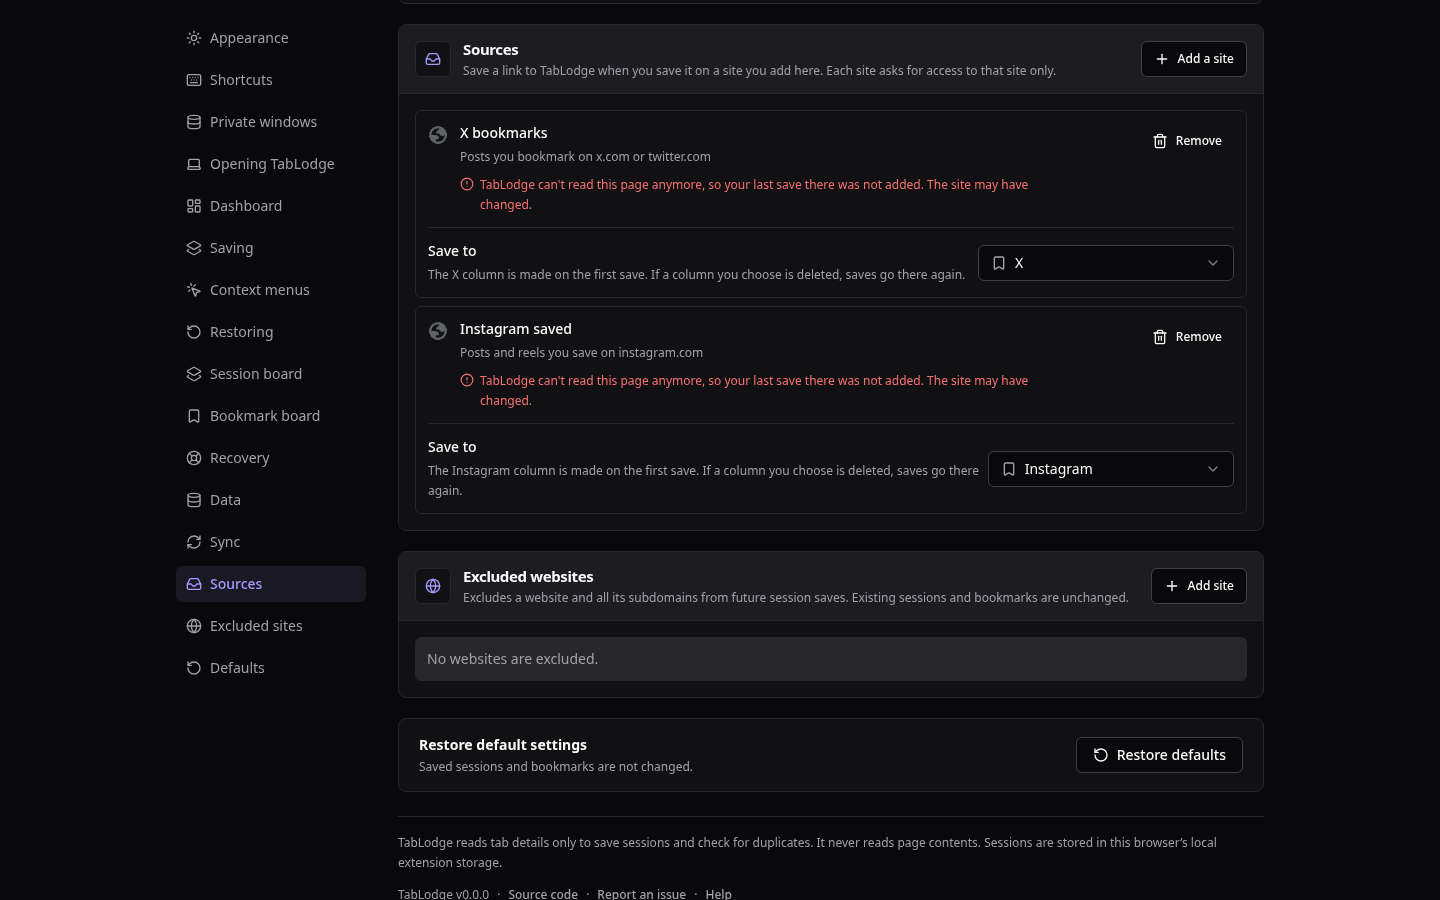 Appearance
Shortcuts
Private windows
Opening TabLodge
Dashboard
Saving
Context menus
Restoring
Session board
Bookmark board
Recovery
Data
Sync
Sources
Excluded sites
Defaults
Sources
Save a link to TabLodge when you save it on a site you add here. Each site asks for access to that site only.
Add a site
X bookmarks
Posts you bookmark on x.com or twitter.com
Remove
TabLodge can't read this page anymore, so your last save there was not added. The site may have
changed.
Save to
The X column is made on the first save. If a column you choose is deleted, saves go there again.
X
Instagram saved
Posts and reels you save on instagram.com
Remove
TabLodge can't read this page anymore, so your last save there was not added. The site may have
changed.
Save to
The Instagram column is made on the first save. If a column you choose is deleted, saves go there
again.
Instagram
Excluded websites
Excludes a website and all its subdomains from future session saves. Existing sessions and bookmarks are unchanged.
Add site
No websites are excluded.
Restore default settings
Saved sessions and bookmarks are not changed.
Restore defaults
TabLodge reads tab details only to save sessions and check for duplicates. It never reads page contents. Sessions are stored in this browser’s local
extension storage.
TabLodge v0.0.0 · Source code · Report an issue · Help